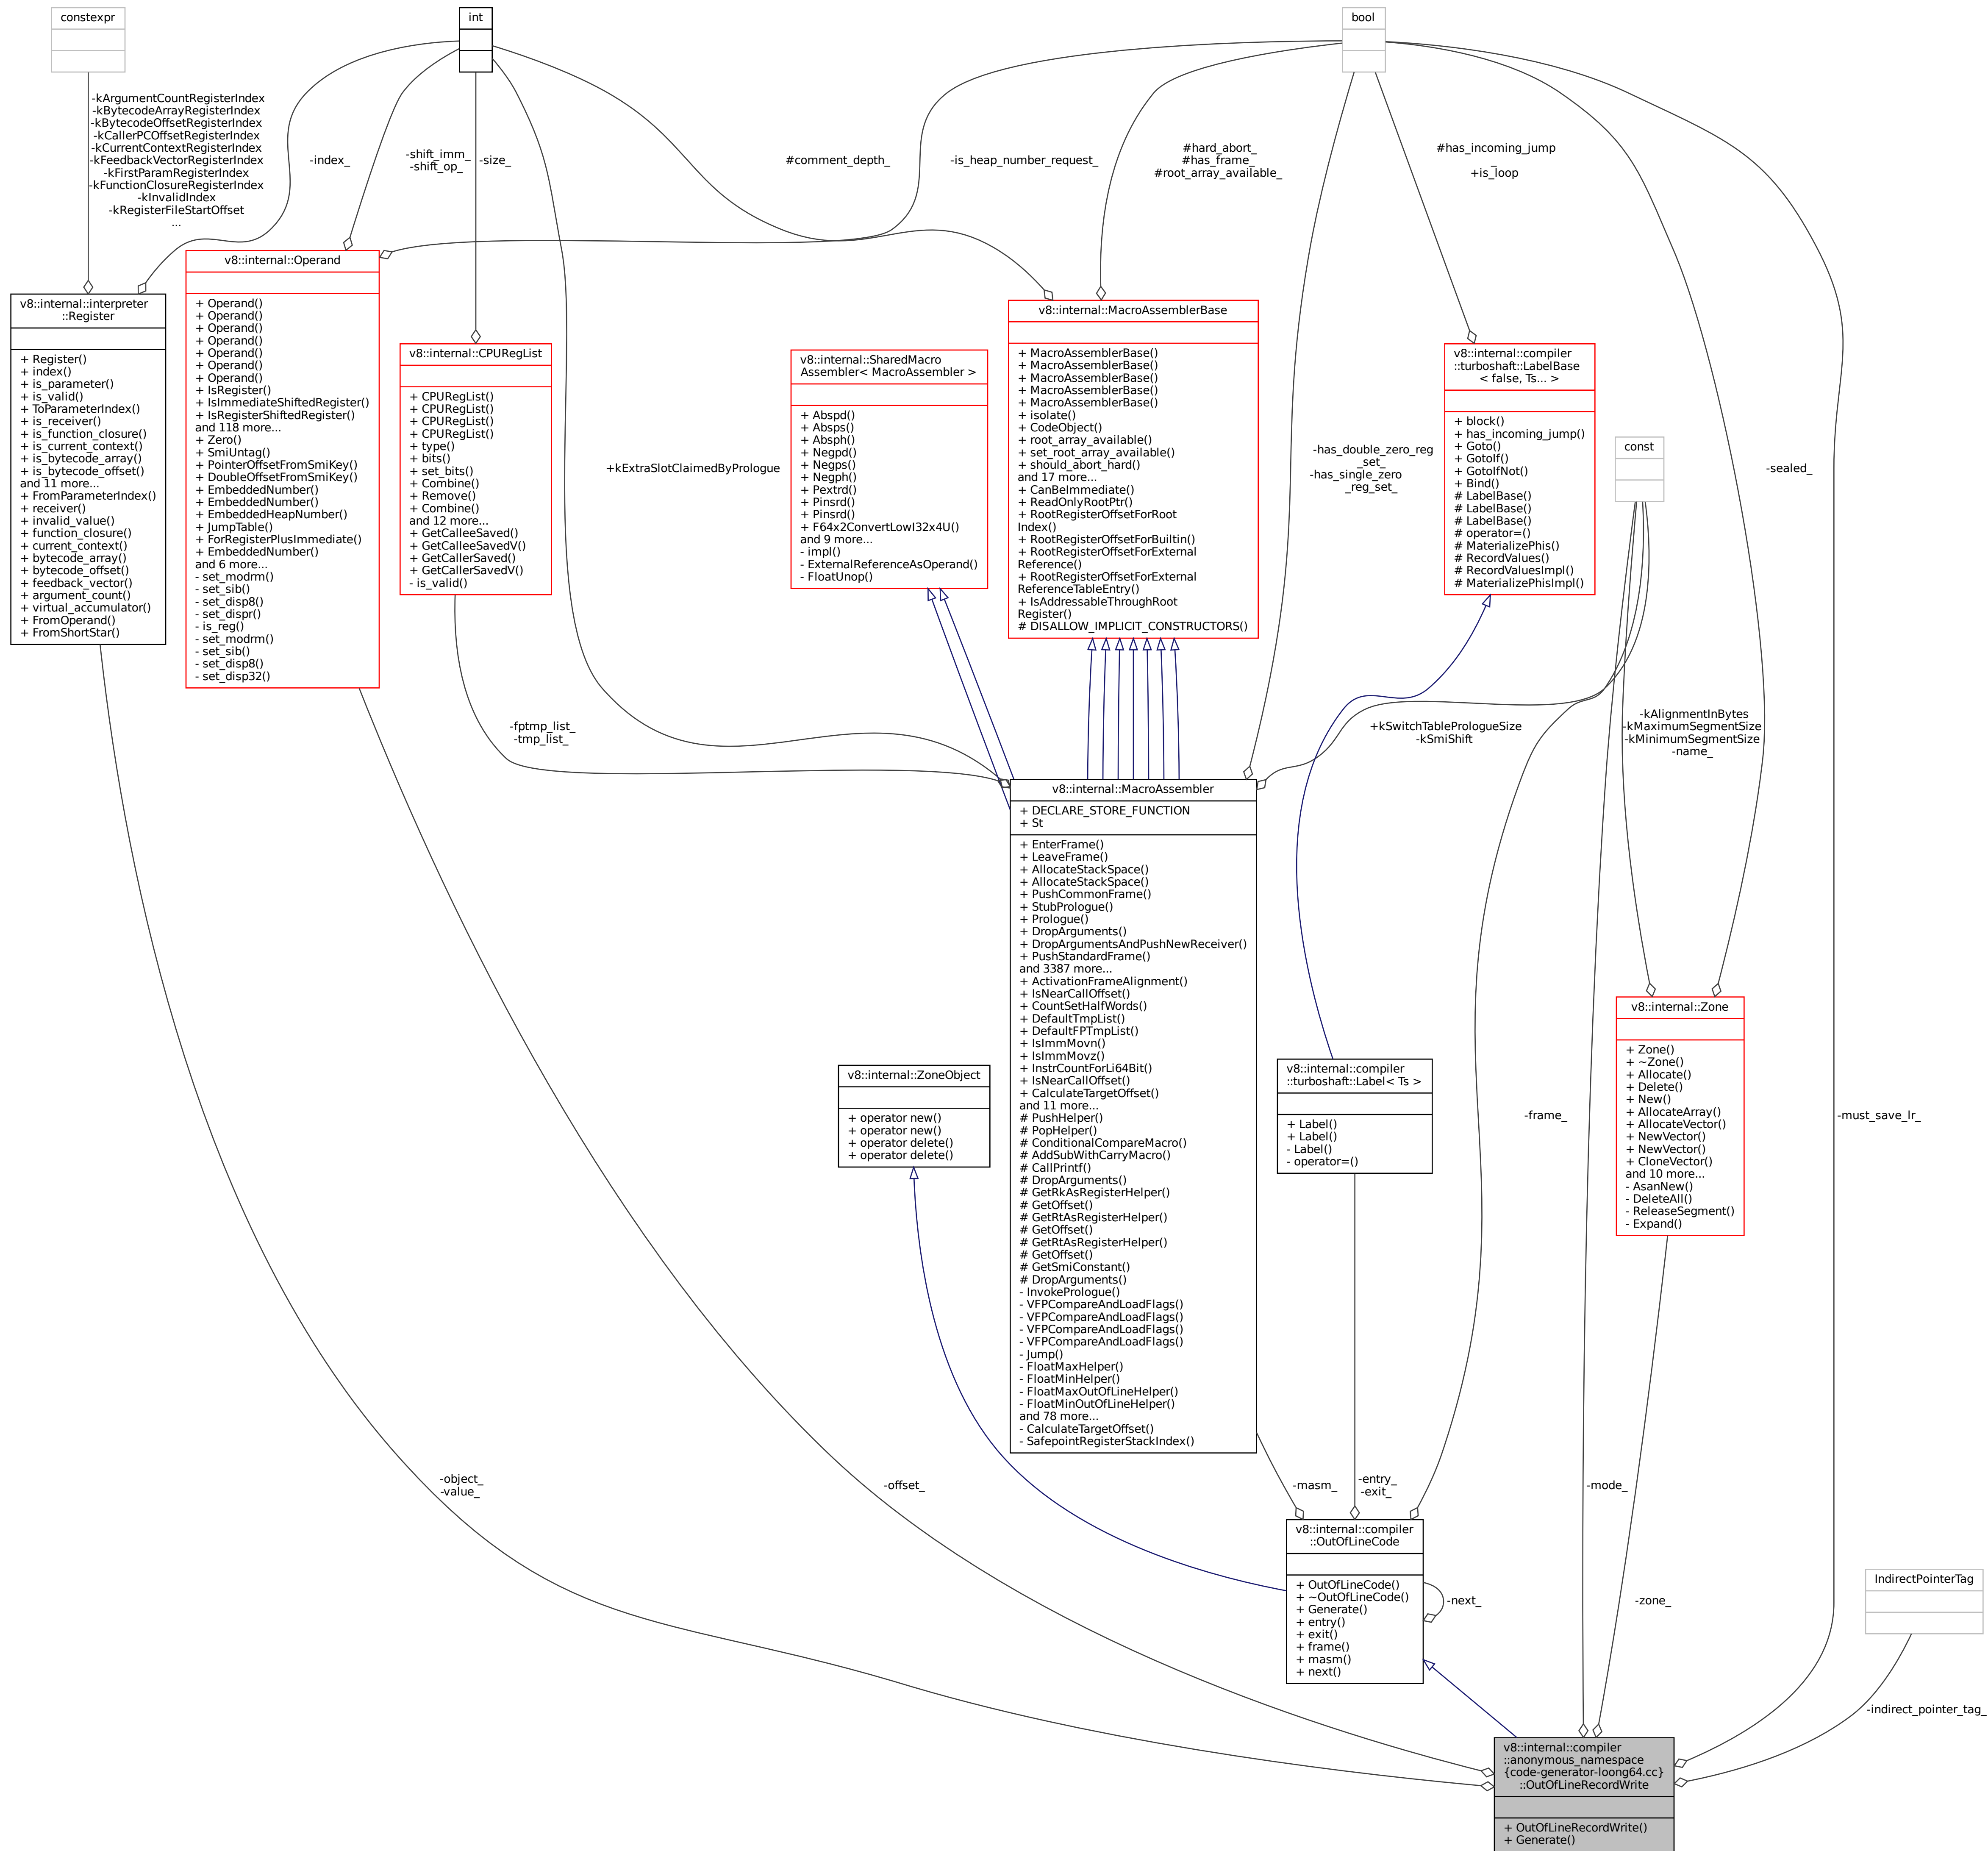 constexpr
int
bool
-kArgumentCountRegisterIndex
-kBytecodeArrayRegisterIndex
-kBytecodeOffsetRegisterIndex
-kCallerPCOffsetRegisterIndex
-kCurrentContextRegisterIndex
-kFeedbackVectorRegisterIndex
-kFirstParamRegisterIndex
-kFunctionClosureRegisterIndex
-kInvalidIndex
-kRegisterFileStartOffset
...
-index_
-shift_imm_
-shift_op_
-size_
#comment_depth_
-is_heap_number_request_
#hard_abort_
#has_frame_
#root_array_available_
#has_incoming_jump
_
+is_loop
v8::internal::interpreter
::Register
+ Register()
+ index()
+ is_parameter()
+ is_valid()
+ ToParameterIndex()
+ is_receiver()
+ is_function_closure()
+ is_current_context()
+ is_bytecode_array()
+ is_bytecode_offset()
and 11 more...
+ FromParameterIndex()
+ receiver()
+ invalid_value()
+ function_closure()
+ current_context()
+ bytecode_array()
+ bytecode_offset()
+ feedback_vector()
+ argument_count()
+ virtual_accumulator()
+ FromOperand()
+ FromShortStar()
v8::internal::Operand
+ Operand()
+ Operand()
+ Operand()
+ Operand()
+ Operand()
+ Operand()
+ Operand()
+ IsRegister()
+ IsImmediateShiftedRegister()
+ IsRegisterShiftedRegister()
and 118 more...
+ Zero()
+ SmiUntag()
+ PointerOffsetFromSmiKey()
+ DoubleOffsetFromSmiKey()
+ EmbeddedNumber()
+ EmbeddedNumber()
+ EmbeddedHeapNumber()
+ JumpTable()
+ ForRegisterPlusImmediate()
+ EmbeddedNumber()
and 6 more...
- set_modrm()
- set_sib()
- set_disp8()
- set_dispr()
- is_reg()
- set_modrm()
- set_sib()
- set_disp8()
- set_disp32()
v8::internal::CPURegList
+ CPURegList()
+ CPURegList()
+ CPURegList()
+ CPURegList()
+ type()
+ bits()
+ set_bits()
+ Combine()
+ Remove()
+ Combine()
and 12 more...
+ GetCalleeSaved()
+ GetCalleeSavedV()
+ GetCallerSaved()
+ GetCallerSavedV()
- is_valid()
+kExtraSlotClaimedByPrologue
v8::internal::SharedMacro
Assembler< MacroAssembler >
+ Abspd()
+ Absps()
+ Absph()
+ Negpd()
+ Negps()
+ Negph()
+ Pextrd()
+ Pinsrd()
+ Pinsrd()
+ F64x2ConvertLowI32x4U()
and 9 more...
- impl()
- ExternalReferenceAsOperand()
- FloatUnop()
v8::internal::MacroAssemblerBase
+ MacroAssemblerBase()
+ MacroAssemblerBase()
+ MacroAssemblerBase()
+ MacroAssemblerBase()
+ MacroAssemblerBase()
+ isolate()
+ CodeObject()
+ root_array_available()
+ set_root_array_available()
+ should_abort_hard()
and 17 more...
+ CanBeImmediate()
+ ReadOnlyRootPtr()
+ RootRegisterOffsetForRoot
Index()
+ RootRegisterOffsetForBuiltin()
+ RootRegisterOffsetForExternal
Reference()
+ RootRegisterOffsetForExternal
ReferenceTableEntry()
+ IsAddressableThroughRoot
Register()
# DISALLOW_IMPLICIT_CONSTRUCTORS()
-has_double_zero_reg
_set_
-has_single_zero
_reg_set_
v8::internal::compiler
::turboshaft::LabelBase
< false, Ts... >
+ block()
+ has_incoming_jump()
+ Goto()
+ GotoIf()
+ GotoIfNot()
+ Bind()
# LabelBase()
# LabelBase()
# LabelBase()
# operator=()
# MaterializePhis()
# RecordValues()
# RecordValuesImpl()
# MaterializePhisImpl()
const
-sealed_
-fptmp_list_
-tmp_list_
+kSwitchTablePrologueSize
-kSmiShift
-kAlignmentInBytes
-kMaximumSegmentSize
-kMinimumSegmentSize
-name_
v8::internal::MacroAssembler
+ DECLARE_STORE_FUNCTION
+ St
+ EnterFrame()
+ LeaveFrame()
+ AllocateStackSpace()
+ AllocateStackSpace()
+ PushCommonFrame()
+ StubPrologue()
+ Prologue()
+ DropArguments()
+ DropArgumentsAndPushNewReceiver()
+ PushStandardFrame()
and 3387 more...
+ ActivationFrameAlignment()
+ IsNearCallOffset()
+ CountSetHalfWords()
+ DefaultTmpList()
+ DefaultFPTmpList()
+ IsImmMovn()
+ IsImmMovz()
+ InstrCountForLi64Bit()
+ IsNearCallOffset()
+ CalculateTargetOffset()
and 11 more...
# PushHelper()
# PopHelper()
# ConditionalCompareMacro()
# AddSubWithCarryMacro()
# CallPrintf()
# DropArguments()
# GetRkAsRegisterHelper()
# GetOffset()
# GetRtAsRegisterHelper()
# GetOffset()
# GetRtAsRegisterHelper()
# GetOffset()
# GetSmiConstant()
# DropArguments()
- InvokePrologue()
- VFPCompareAndLoadFlags()
- VFPCompareAndLoadFlags()
- VFPCompareAndLoadFlags()
- VFPCompareAndLoadFlags()
- Jump()
- FloatMaxHelper()
- FloatMinHelper()
- FloatMaxOutOfLineHelper()
- FloatMinOutOfLineHelper()
and 78 more...
- CalculateTargetOffset()
- SafepointRegisterStackIndex()
v8::internal::ZoneObject
+ operator new()
+ operator new()
+ operator delete()
+ operator delete()
v8::internal::compiler
::turboshaft::Label< Ts >
+ Label()
+ Label()
- Label()
- operator=()
-frame_
v8::internal::Zone
+ Zone()
+ ~Zone()
+ Allocate()
+ Delete()
+ New()
+ AllocateArray()
+ AllocateVector()
+ NewVector()
+ NewVector()
+ CloneVector()
and 10 more...
- AsanNew()
- DeleteAll()
- ReleaseSegment()
- Expand()
-must_save_lr_
-object_
-value_
-offset_
-masm_
-entry_
-exit_
-mode_
v8::internal::compiler
::OutOfLineCode
+ OutOfLineCode()
+ ~OutOfLineCode()
+ Generate()
+ entry()
+ exit()
+ frame()
+ masm()
+ next()
-next_
-zone_
IndirectPointerTag
-indirect_pointer_tag_
v8::internal::compiler
::anonymous_namespace
{code-generator-loong64.cc}
::OutOfLineRecordWrite
+ OutOfLineRecordWrite()
+ Generate()